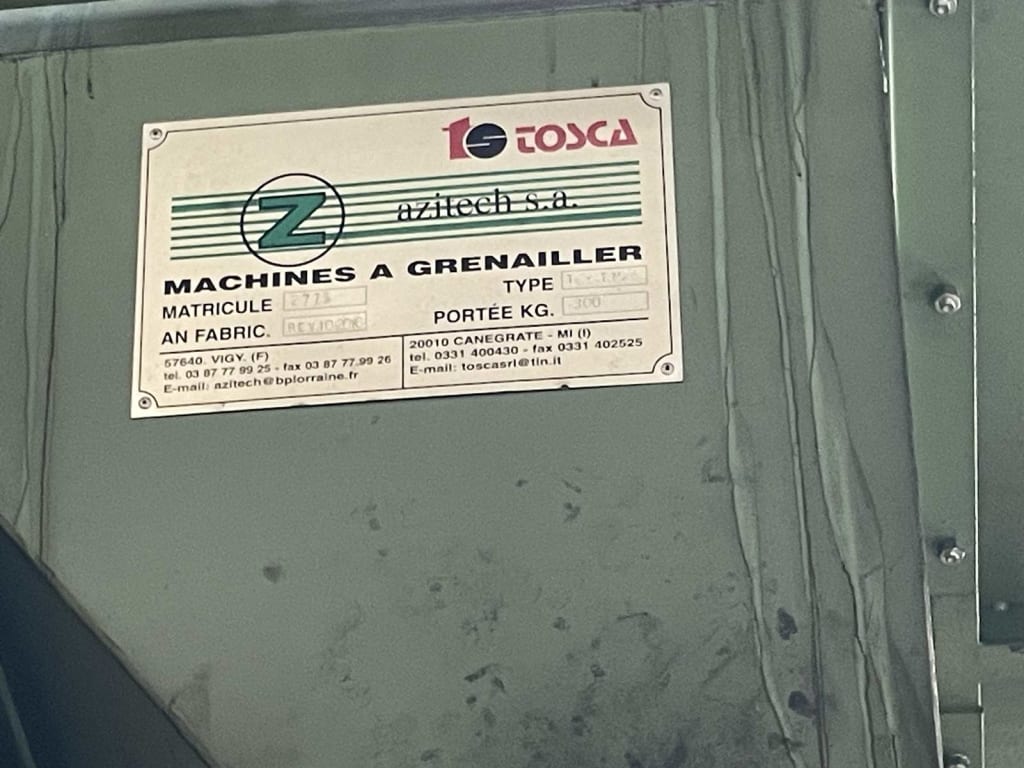 ts TOSCA
Z azitech s.a.
MACHINES A GRENAILLER
MATRICULE
TYPE
AN FABRIC.
PORTÉE KG. 300
57640. VIGY. (F)
tel. 03 87 77 99 25 - fax 03 87 77.99 26
E-mail: azitech@bplorraine.fr
20010 CANEGRATE - MI (I)
tel. 0331 400430 - fax 0331 402525
E-mail: toscasrl@tin.it